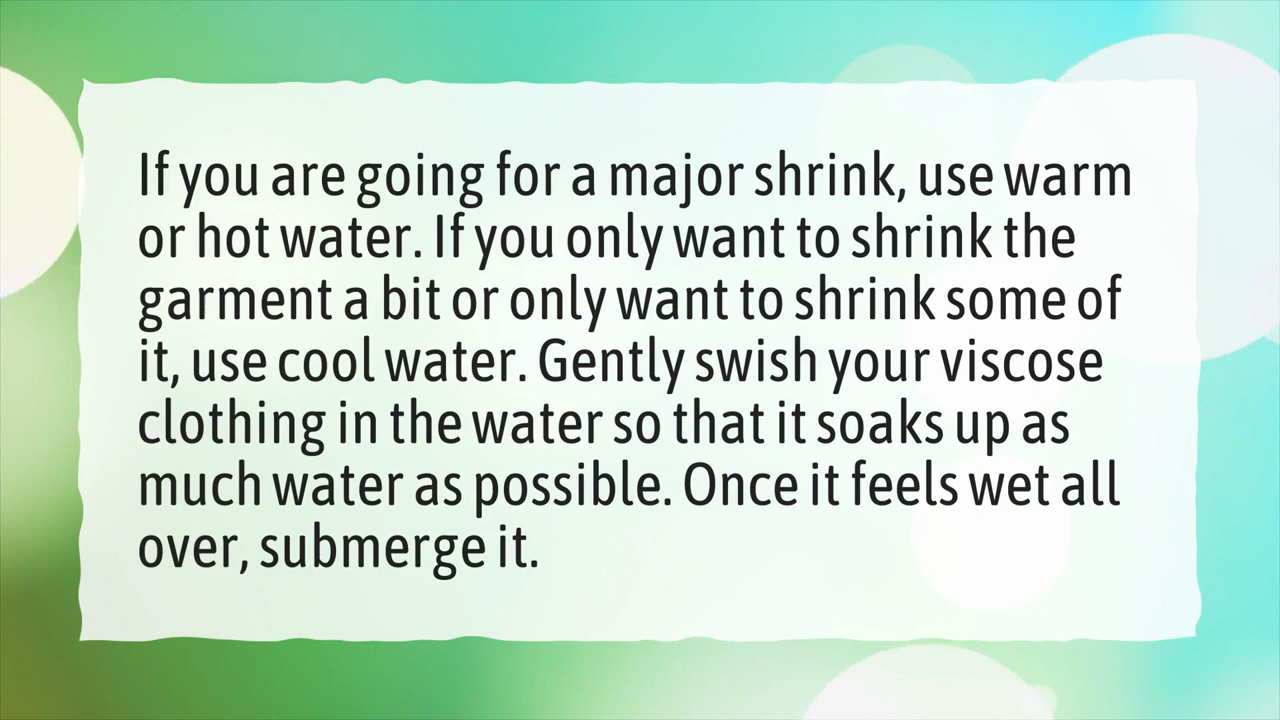 If you are going for a major shrink, use warm
or hot water. If you only want to shrink the
garment a bit or only want to shrink some of
it, use cool water. Gently swish your viscose
clothing in the water so that it soaks up as
much water as possible. Once it feels wet all
over, submerge it.